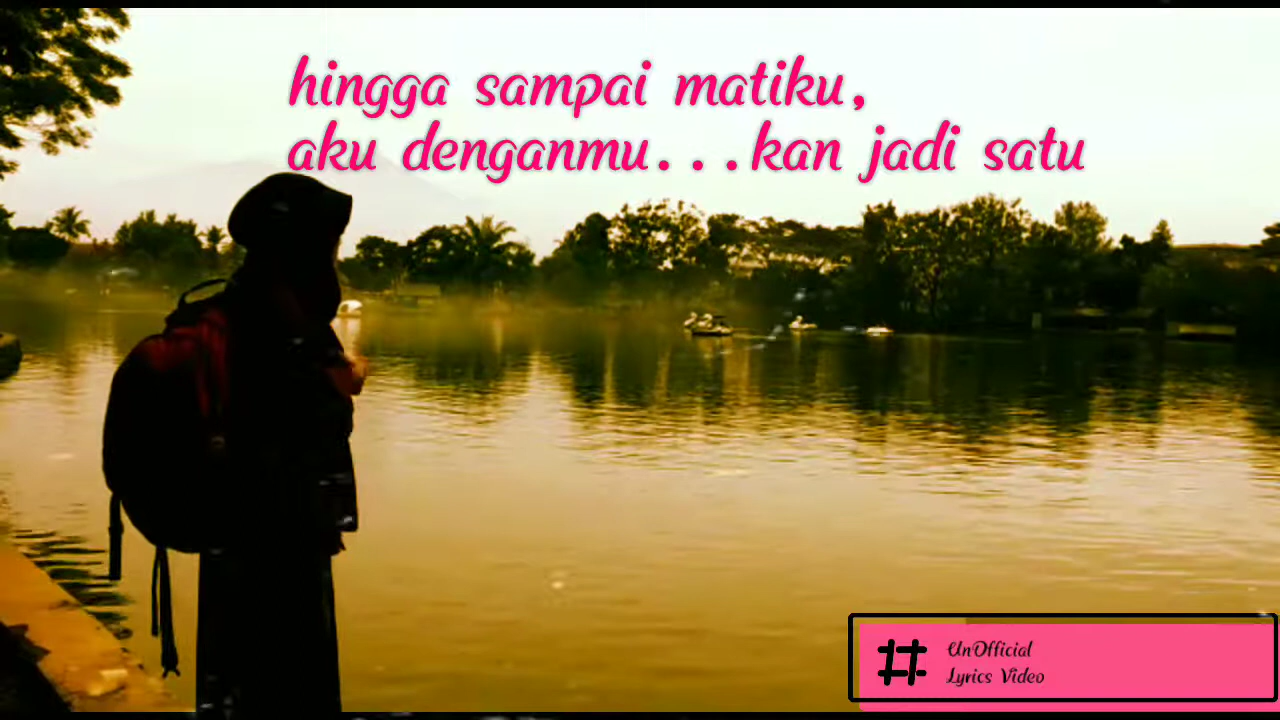 hingga sampai matiku,
aku denganmu...kan jadi satu
# UnOfficial
Lyrics Video